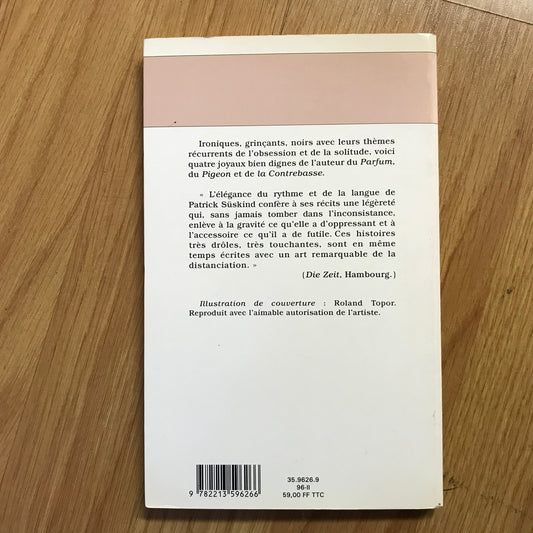 Ironiques, grinçants, noirs avec leurs thèmes
récurrents de l'obsession et de la solitude, voici
quatre joyaux bien dignes de l'auteur du Parfum,
du Pigeon et de la Contrebasse.
« L'élégance du rythme et de la langue de
Patrick Süskind confère à ses récits une légèreté
qui, sans jamais tomber dans l'inconsistance,
enlève à la gravité ce qu'elle a d'oppressant et à
l'accessoire ce qu'il a de futile. Ces histoires
très drôles, très touchantes, sont en même
temps écrites avec un art remarquable de la
distanciation. »
(Die Zeit, Hambourg.)
Illustration de couverture : Roland Topor.
Reproduit avec l'aimable autorisation de l'artiste.
35.9626.9
96-II
59,00 FF TTC
9 782213 596266